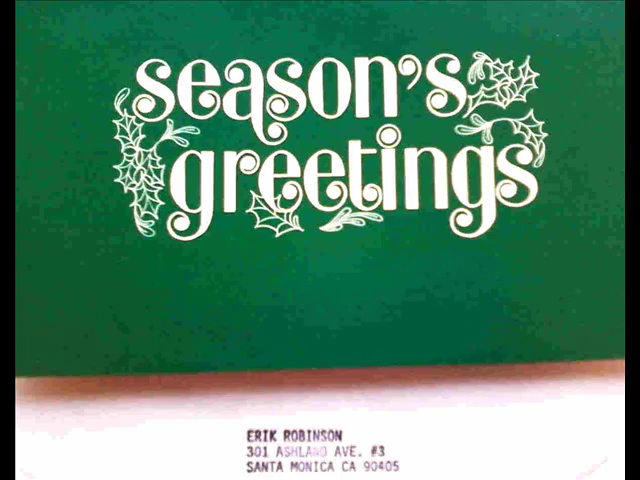 season's
greetings
ERIK ROBINSON
301 ASHLAND AVE. #3
SANTA MONICA CA 90405